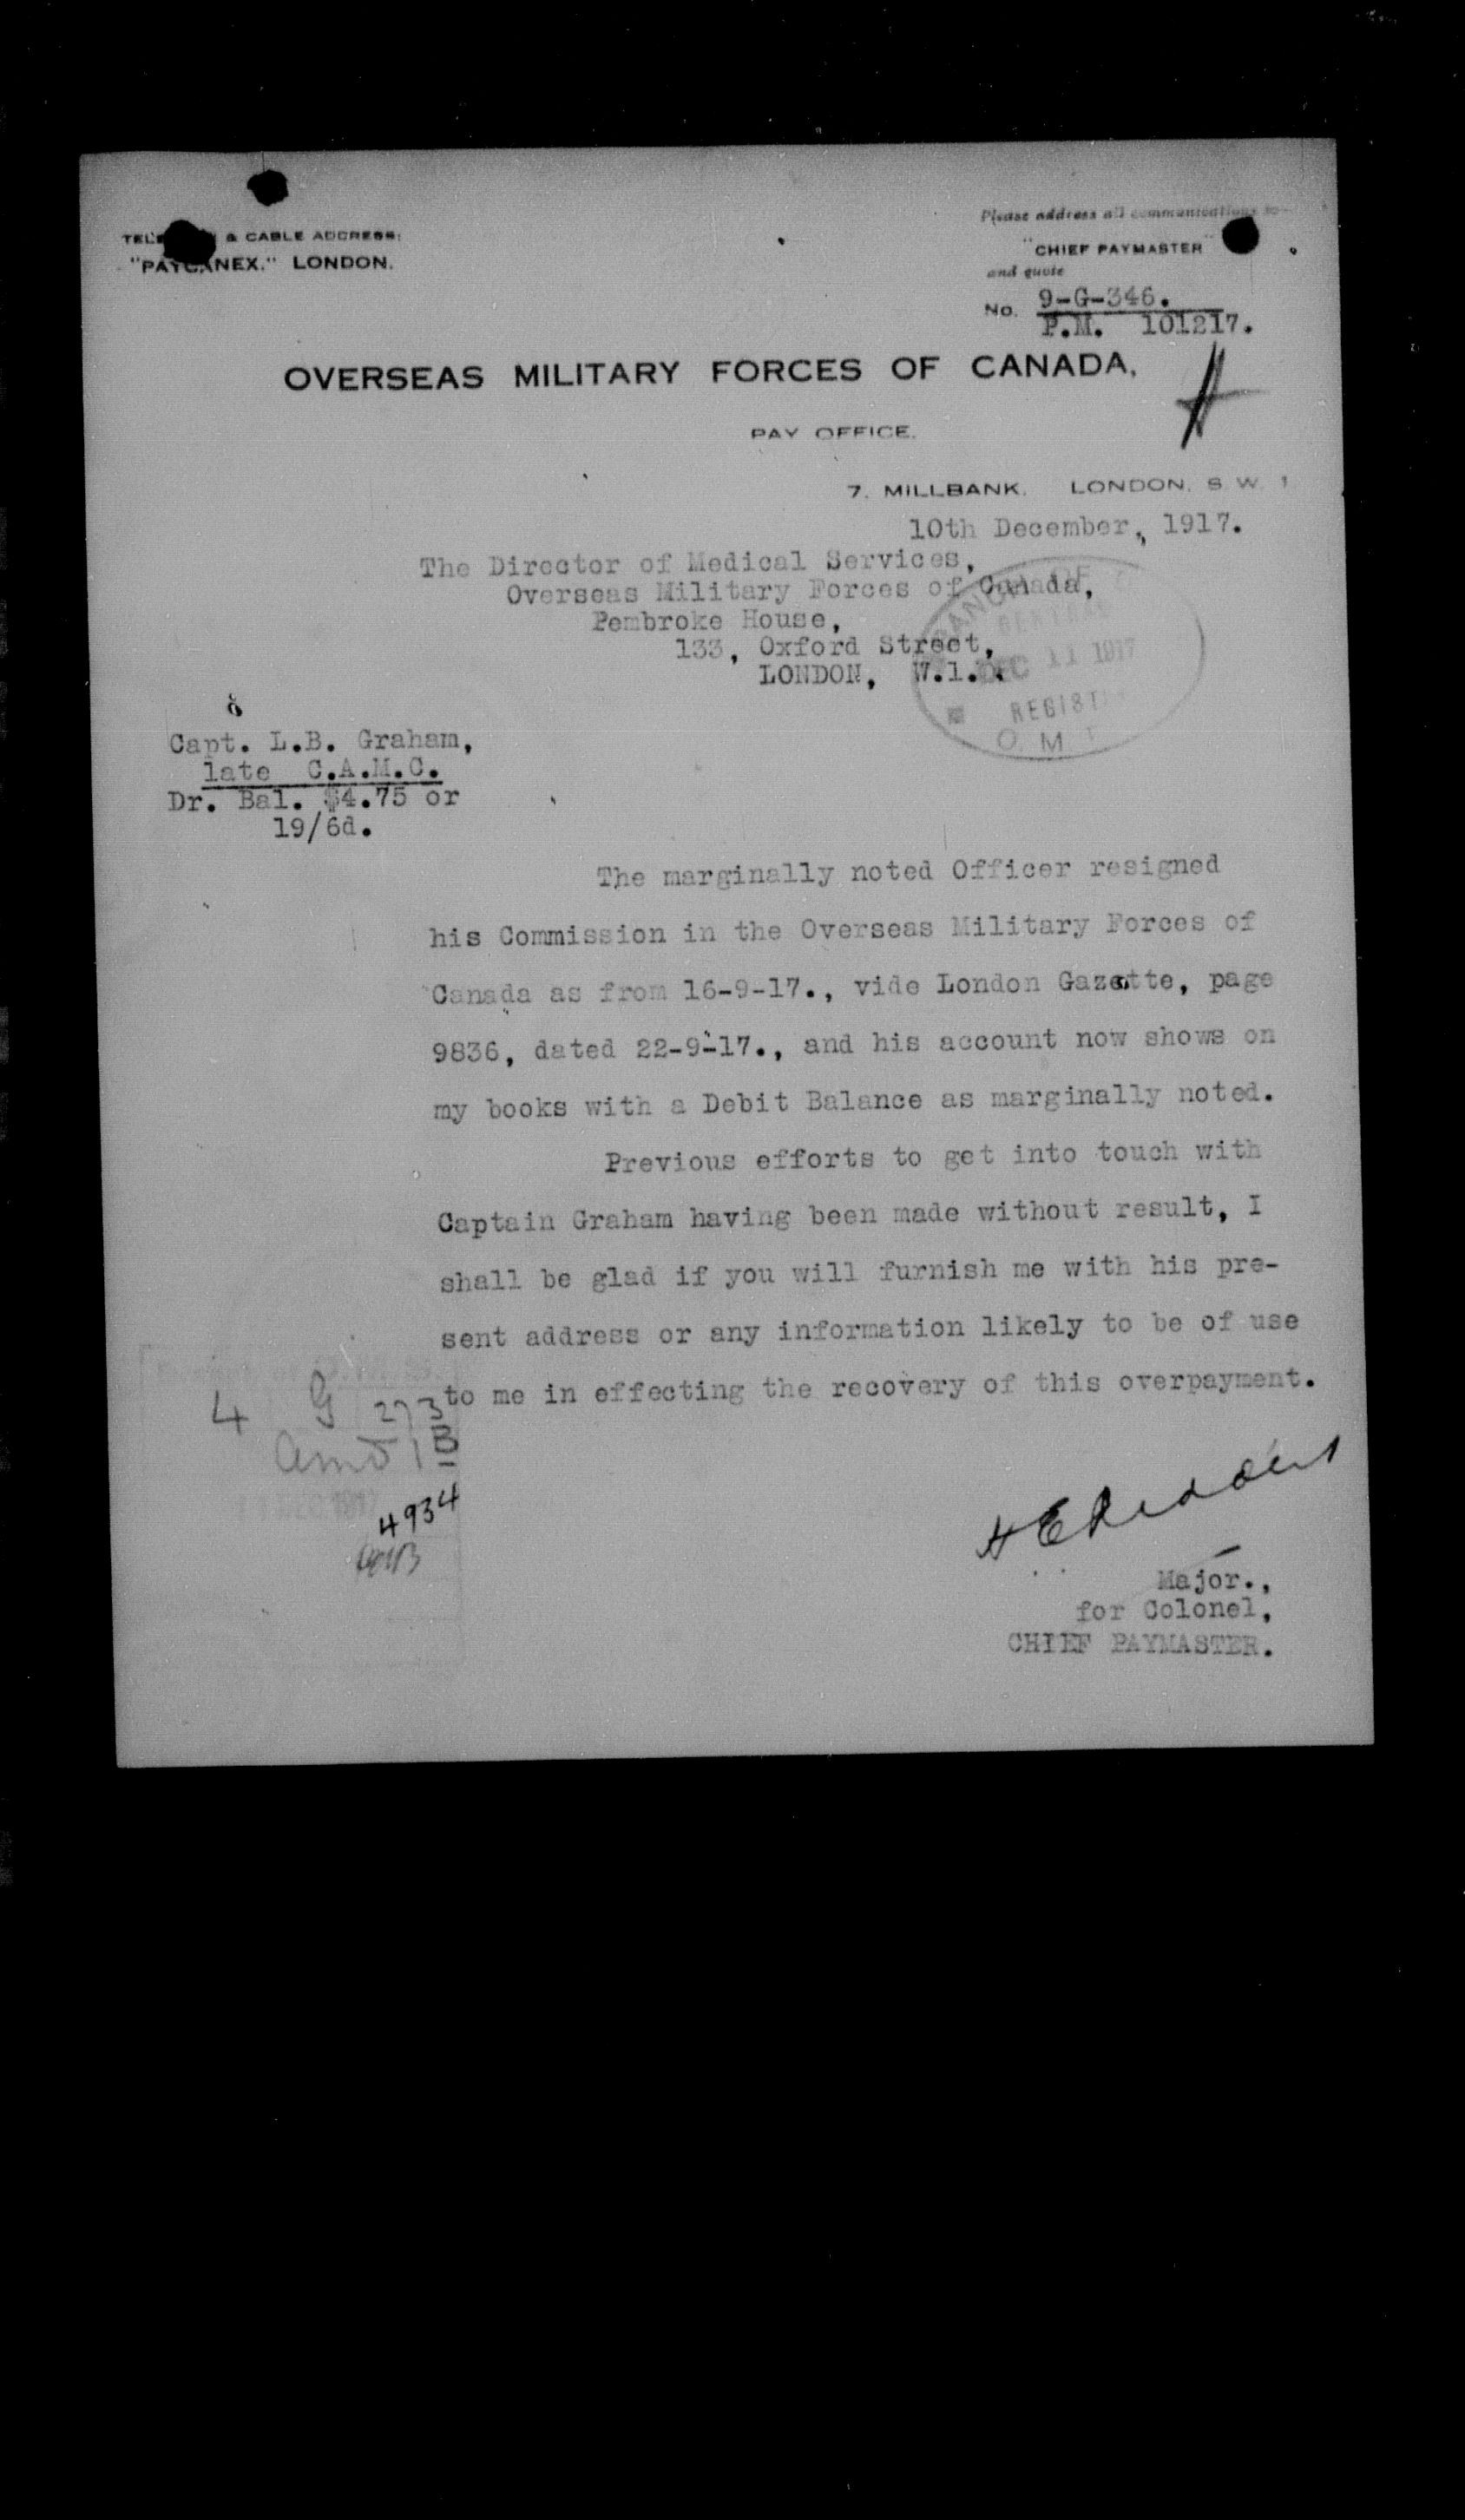 & CABLE ADDRESS:
"PAYCANEX." LONDON.
Please address all communications to
"CHIEF PAYMASTER"
and quote
No. 9-G-346.
P.M. 101217.
OVERSEAS MILITARY FORCES OF CANADA,
PAY OFFICE.
7. MILLBANK. LONDON. S.W. 1
10th December, 1917.
The Director of Medical Services,
Overseas Military Forces of Canada,
Pembroke House,
133, Oxford Street,
LONDON, W.1.
DEC 11 1917
O. M.
Capt. L.B. Graham,
late C.A.M.C.
Dr. Bal. $4.75 or
19/6d.
The marginally noted Officer resigned
his Commission in the Overseas Military Forces of
Canada as from 16-9-17., vide London Gazette, page
9836, dated 22-9-17., and his account now shows on
my books with a Debit Balance as marginally noted.
Previous efforts to get into touch with
Captain Graham having been made without result, I
shall be glad if you will furnish me with his pre-
sent address or any information likely to be of use
to me in effecting the recovery of this overpayment.
4 G 273
1B
11 DEC 1917
4934
Major.,
for Colonel,
CHIEF PAYMASTER.